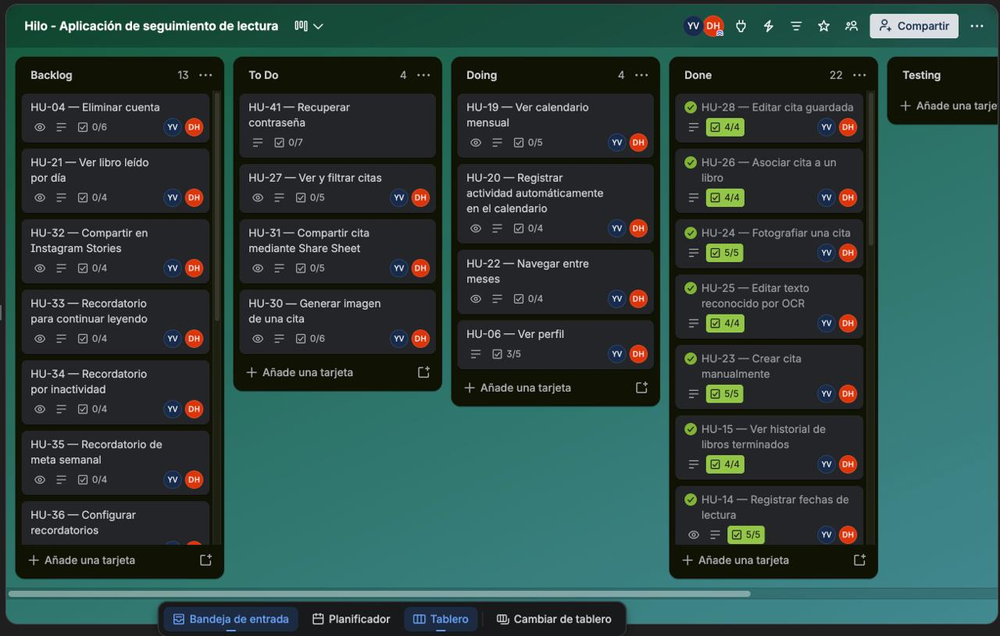 Hilo - Aplicación de seguimiento de lectura
YV
DH
Compartir
Backlog
13
HU-04 — Eliminar cuenta
0/6
YV
DH
HU-21 — Ver libro leído
por día
0/4
YV
DH
HU-32 — Compartir en
Instagram Stories
0/4
YV
DH
HU-33 — Recordatorio
para continuar leyendo
0/4
YV
DH
HU-34 — Recordatorio
por inactividad
0/4
YV
DH
HU-35 — Recordatorio de
meta semanal
0/4
YV
DH
HU-36 — Configurar
recordatorios
Añade una tarjeta
To Do
4
HU-41 — Recuperar
contraseña
0/7
HU-27 — Ver y filtrar citas
0/5
YV
DH
HU-31 — Compartir cita
mediante Share Sheet
0/5
YV
DH
HU-30 — Generar imagen
de una cita
0/6
YV
DH
Añade una tarjeta
Doing
4
HU-19 — Ver calendario
mensual
0/5
YV
DH
HU-20 — Registrar
actividad automáticamente
en el calendario
0/4
YV
DH
HU-22 — Navegar entre
meses
0/4
YV
DH
HU-06 — Ver perfil
3/5
YV
DH
Añade una tarjeta
Done
22
HU-28 — Editar cita guardada
4/4
YV
DH
HU-26 — Asociar cita a un
libro
4/4
YV
DH
HU-24 — Fotografiar una cita
5/5
YV
DH
HU-25 — Editar texto
reconocido por OCR
4/4
YV
DH
HU-23 — Crear cita
manualmente
5/5
YV
DH
HU-15 — Ver historial de
libros terminados
4/4
YV
DH
HU-14 — Registrar fechas de
lectura
5/5
YV
DH
Añade una tarjeta
Testing
Añade una tarje
Bandeja de entrada
Planificador
Tablero
Cambiar de tablero